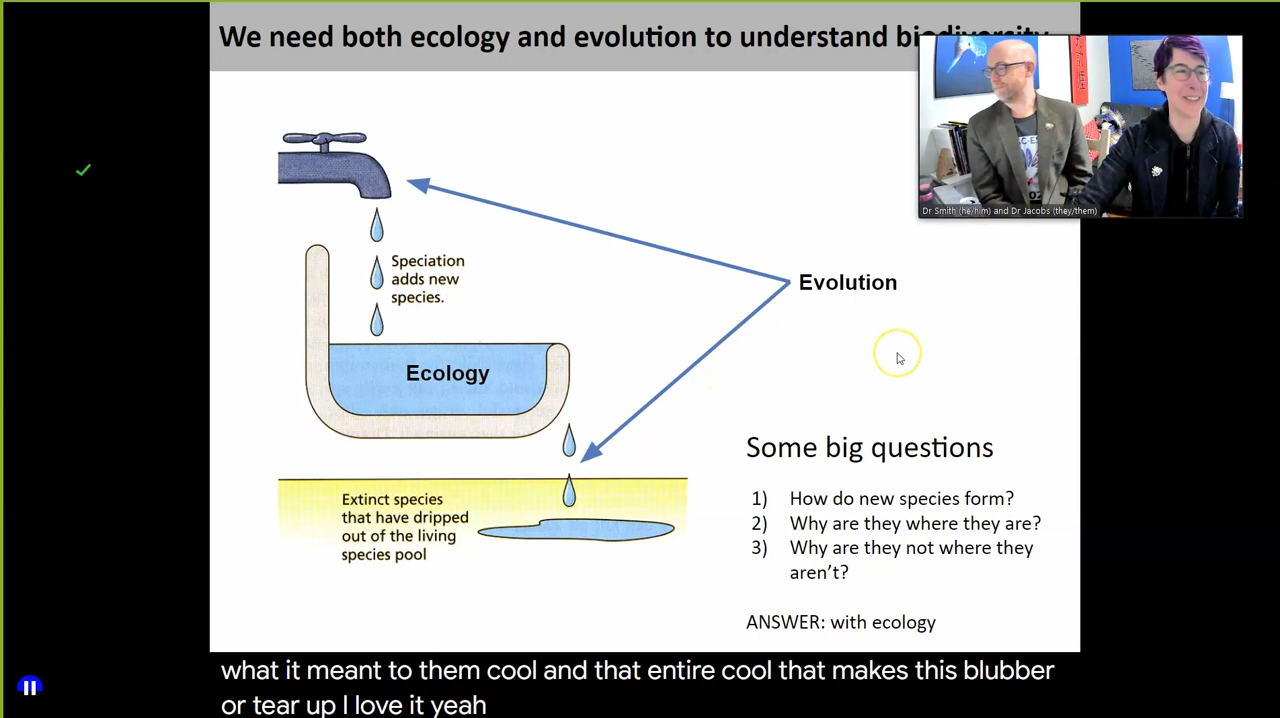 We need both ecology and evolution to understand biodiversity
Dr Smith (he/him) and Dr Jacobs (they/them)
Speciation
adds new
species.
Evolution
Ecology
Some big questions
1) How do new species form?
2) Why are they where they are?
3) Why are they not where they
aren't?
Extinct species
that have dripped
out of the living
species pool
ANSWER: with ecology
what it meant to them cool and that entire cool that makes this blubber
or tear up I love it yeah